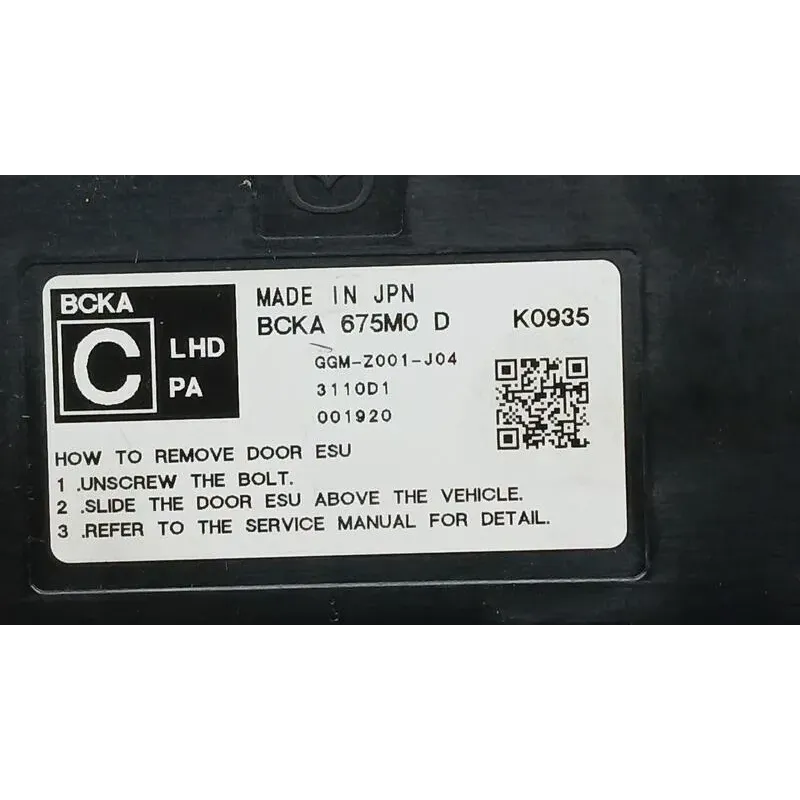 BCKA
C
LHD
PA
MADE IN JPN
BCKA 675M0 D
K0935
GGM-Z001-J04
3110D1
001920
HOW TO REMOVE DOOR ESU
1 .UNSCREW THE BOLT.
2 .SLIDE THE DOOR ESU ABOVE THE VEHICLE.
3 .REFER TO THE SERVICE MANUAL FOR DETAIL.